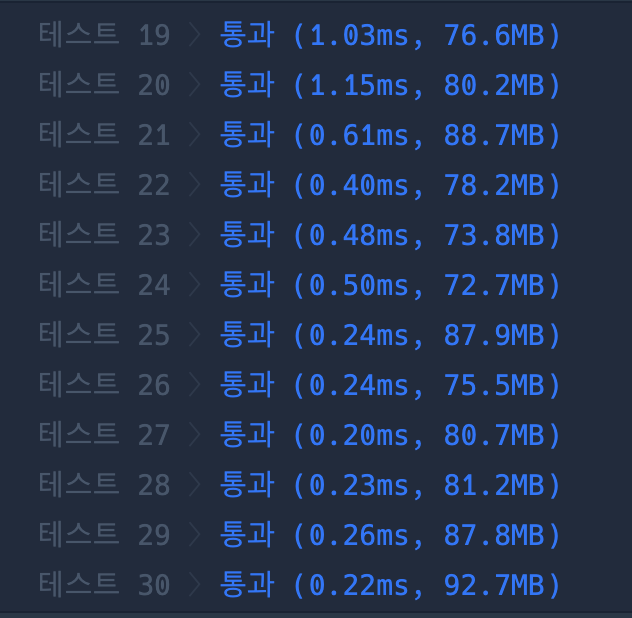 테스트 19 > 통과 (1.03ms, 76.6MB)
테스트 20 > 통과 (1.15ms, 80.2MB)
테스트 21 > 통과 (0.61ms, 88.7MB)
테스트 22 > 통과 (0.40ms, 78.2MB)
테스트 23 > 통과 (0.48ms, 73.8MB)
테스트 24 > 통과 (0.50ms, 72.7MB)
테스트 25 > 통과 (0.24ms, 87.9MB)
테스트 26 > 통과 (0.24ms, 75.5MB)
테스트 27 > 통과 (0.20ms, 80.7MB)
테스트 28 > 통과 (0.23ms, 81.2MB)
테스트 29 > 통과 (0.26ms, 87.8MB)
테스트 30 > 통과 (0.22ms, 92.7MB)